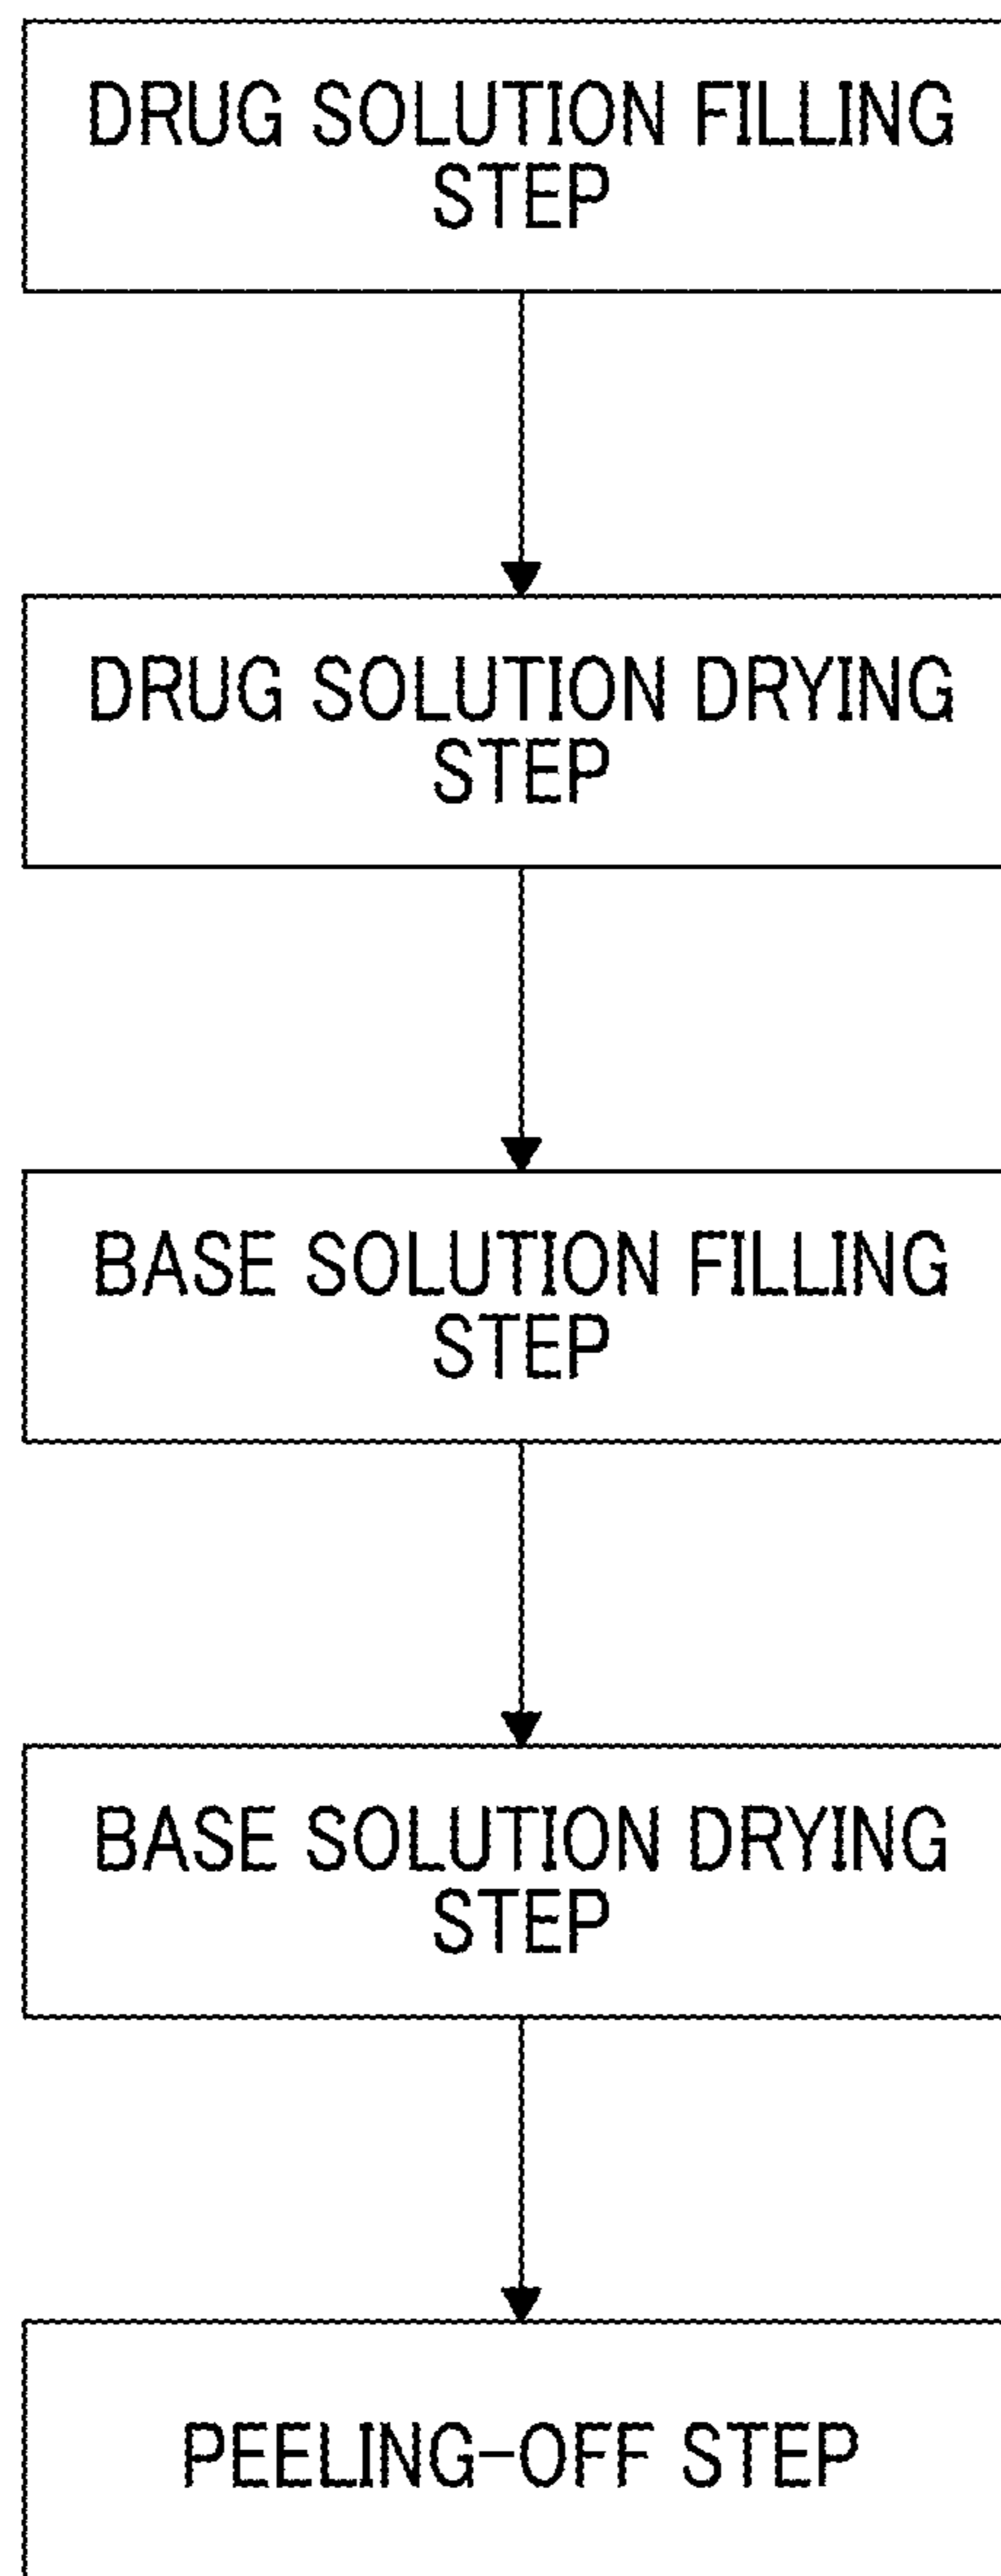 DRUG SOLUTION FILLING
STEP
DRUG SOLUTION DRYING
STEP
BASE SOLUTION FILLING
STEP
BASE SOLUTION DRYING
STEP
PEELING-OFF STEP